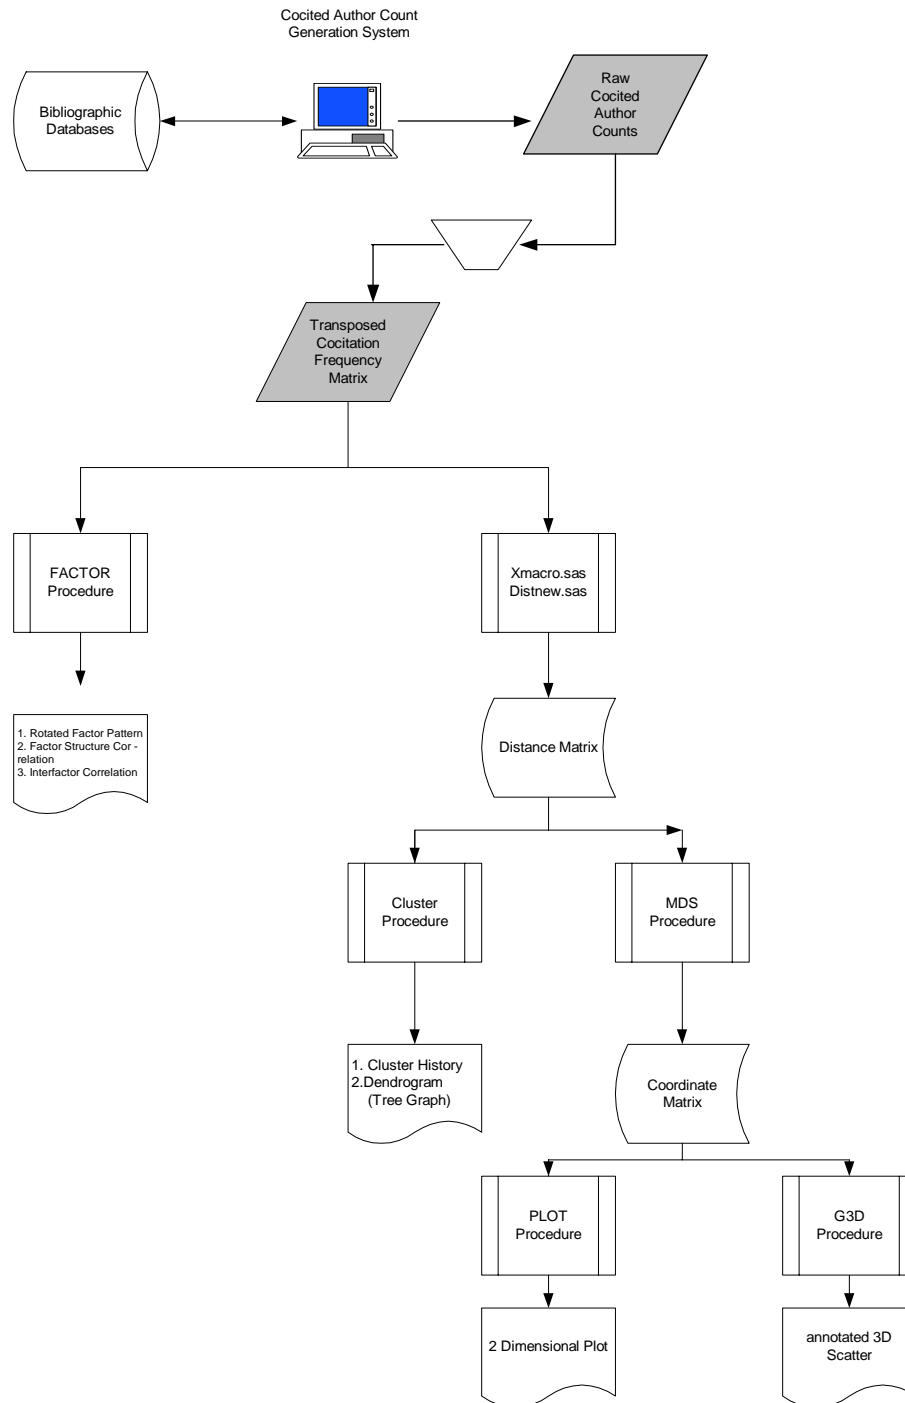 Cocited Author Count
Generation System
Bibliographic
Databases
Raw
Cocited
Author
Counts
Transposed
Cocitation
Frequency
Matrix
FACTOR
Procedure
Xmacro.sas
Distnew.sas
1. Rotated Factor Pattern
2. Factor Structure Cor -
relation
3. Interfactor Correlation
Distance Matrix
Cluster
Procedure
MDS
Procedure
1. Cluster History
2.Dendrogram
(Tree Graph)
Coordinate
Matrix
PLOT
Procedure
G3D
Procedure
2 Dimensional Plot
annotated 3D
Scatter